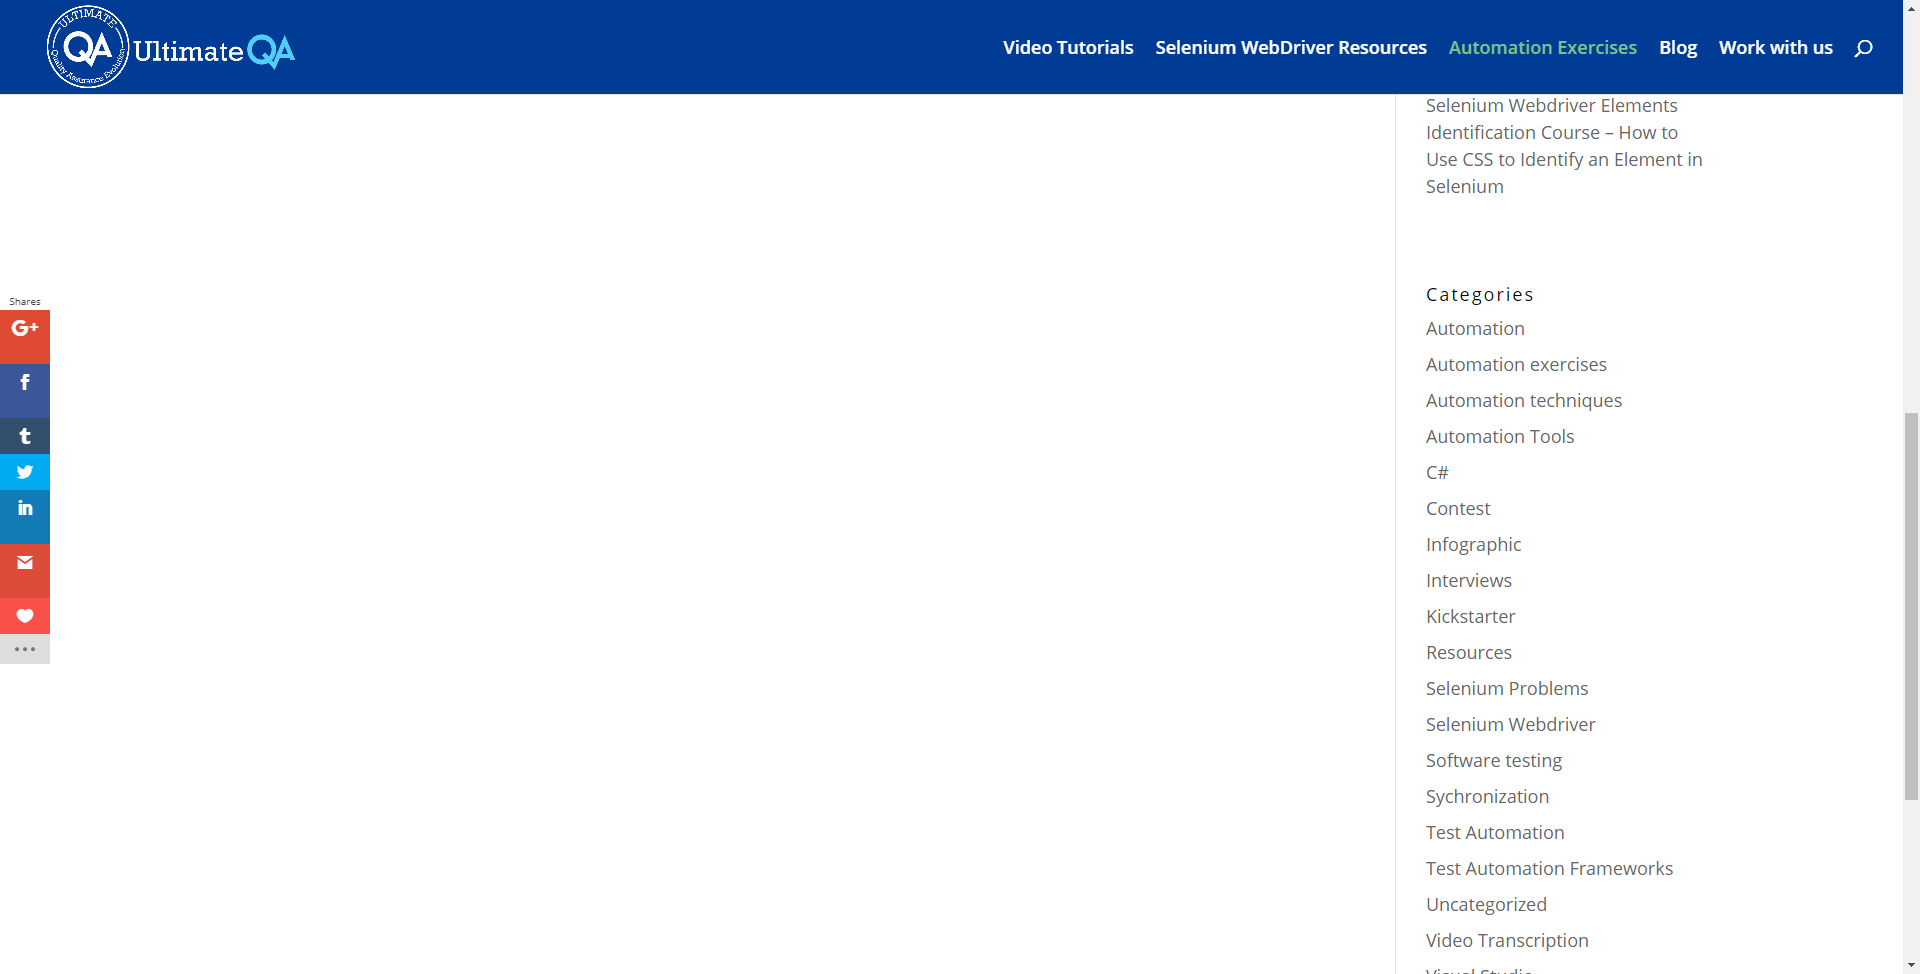 ULTIMATE
QA
Quality Assurance Evolution
Ultimate QA
Video Tutorials
Selenium WebDriver Resources
Automation Exercises
Blog
Work with us
Selenium Webdriver Elements
Identification Course – How to
Use CSS to Identify an Element in
Selenium
Shares
G+
f
t
in
Categories
Automation
Automation exercises
Automation techniques
Automation Tools
C#
Contest
Infographic
Interviews
Kickstarter
Resources
Selenium Problems
Selenium Webdriver
Software testing
Sychronization
Test Automation
Test Automation Frameworks
Uncategorized
Video Transcription
Visual Studio